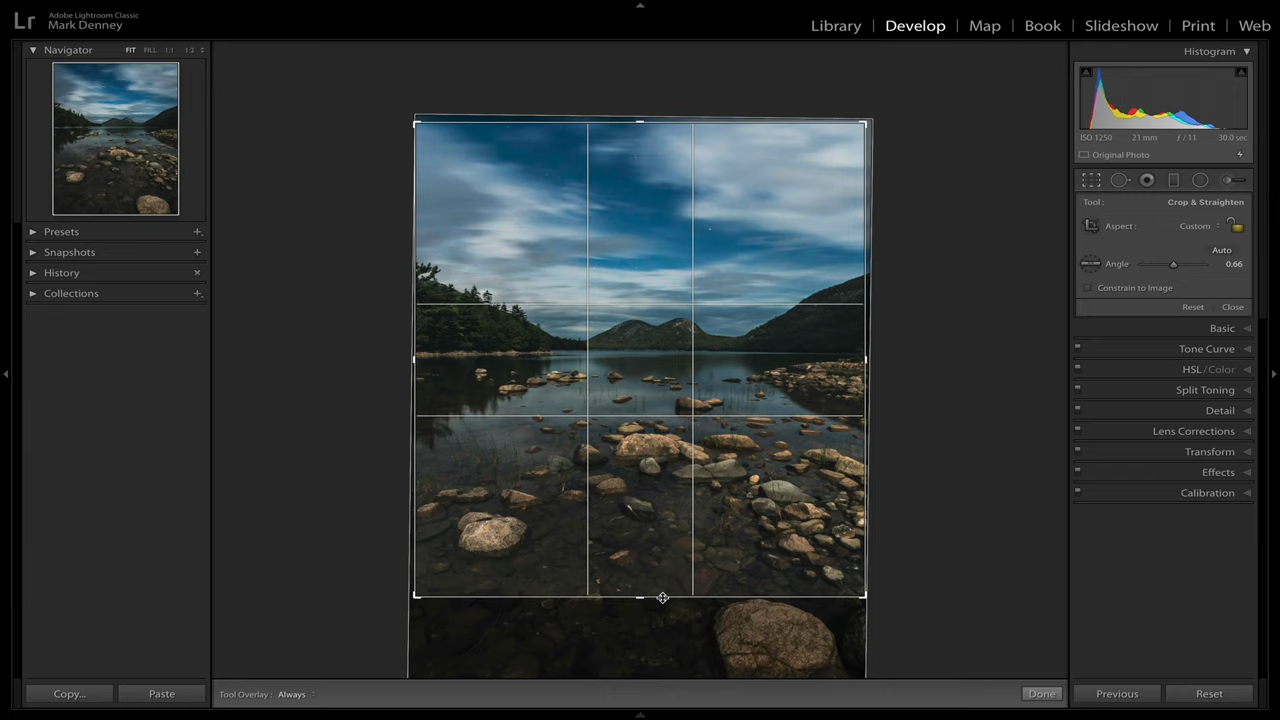 Lr
Adobe Lightroom Classic
Mark Denney
Library | Develop | Map | Book | Slideshow | Print | Web
Navigator FIT FILL 1:1 1:2
Presets
Snapshots
History
Collections
Copy...
Paste
Tool Overlay : Always
Done
Histogram
ISO 1250 21 mm ƒ / 11 30.0 sec
Original Photo
Tool : Crop & Straighten
Aspect : Custom
Auto
Angle 0.66
Constrain to Image
Reset Close
Basic
Tone Curve
HSL / Color
Split Toning
Detail
Lens Corrections
Transform
Effects
Calibration
Previous
Reset